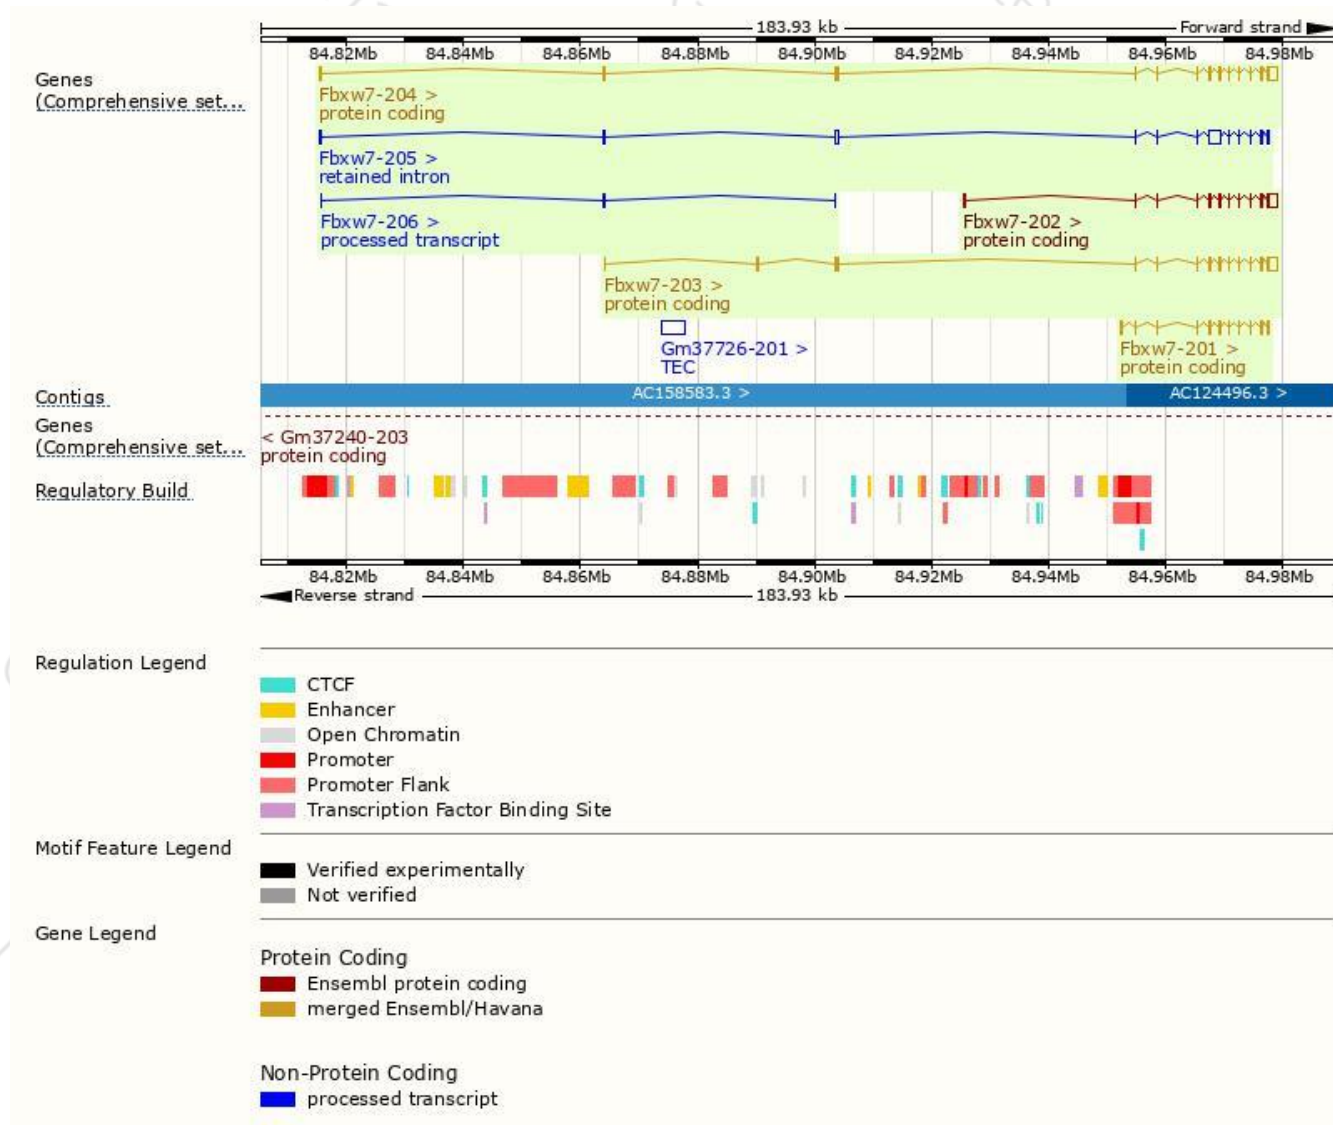 183.93 kb Forward strand
84.82Mb 84.84Mb 84.86Mb 84.88Mb 84.90Mb 84.92Mb 84.94Mb 84.96Mb 84.98Mb
Genes
(Comprehensive set...
Fbxw7-204 >
protein coding
Fbxw7-205 >
retained intron
Fbxw7-206 > Fbxw7-202 >
processed transcript protein coding
Fbxw7-203 >
protein coding
Gm37726-201 > Fbxw7-201 >
TEC protein coding
Contigs AC158583.3 > AC124496.3 >
Genes
(Comprehensive set...
< Gm37240-203
protein coding
Regulatory Build
84.82Mb 84.84Mb 84.86Mb 84.88Mb 84.90Mb 84.92Mb 84.94Mb 84.96Mb 84.98Mb
Reverse strand 183.93 kb
Regulation Legend
CTCF
Enhancer
Open Chromatin
Promoter
Promoter Flank
Transcription Factor Binding Site
Motif Feature Legend
Verified experimentally
Not verified
Gene Legend
Protein Coding
Ensembl protein coding
merged Ensembl/Havana
Non-Protein Coding
processed transcript